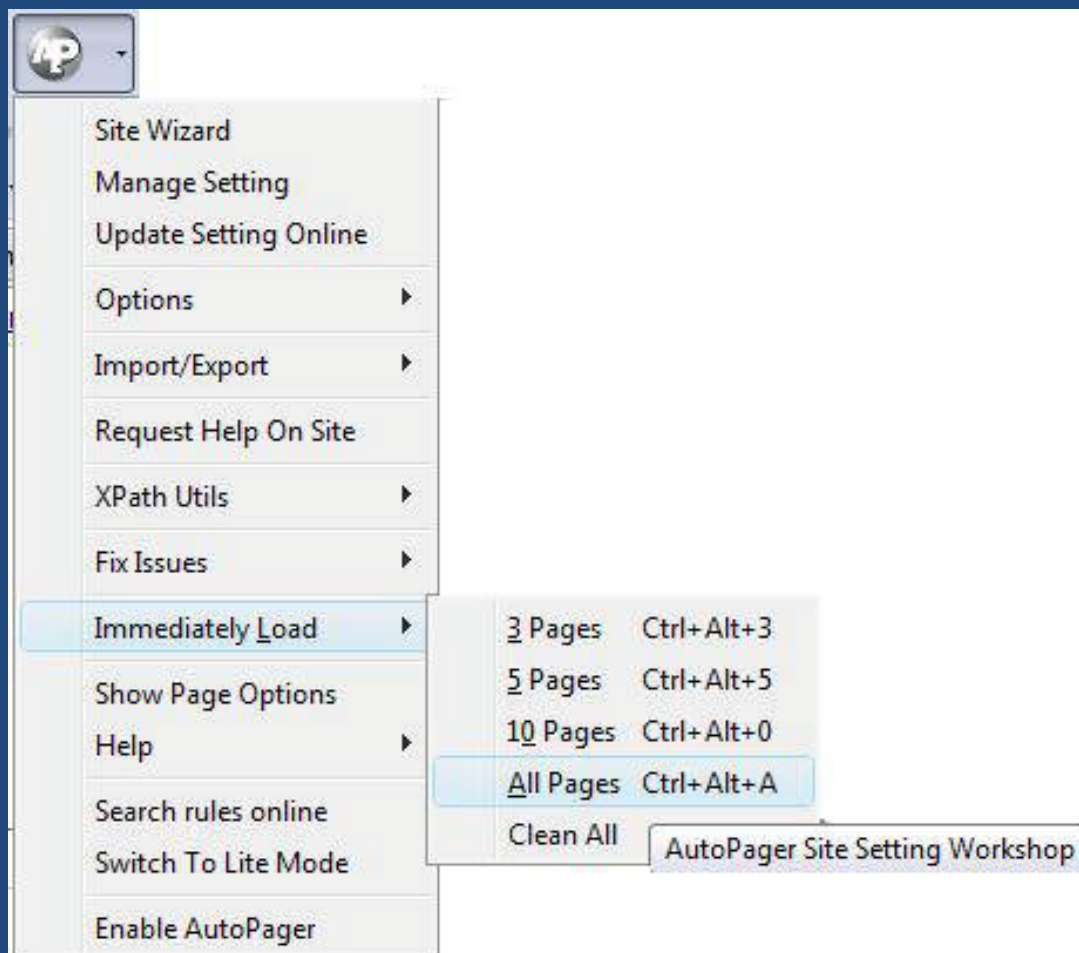 AP
Site Wizard
Manage Setting
Update Setting Online
Options
Import/Export
Request Help On Site
XPath Utils
Fix Issues
Immediately Load
3 Pages Ctrl+Alt+3
5 Pages Ctrl+Alt+5
10 Pages Ctrl+Alt+0
All Pages Ctrl+Alt+A
Clean All
AutoPager Site Setting Workshop
Show Page Options
Help
Search rules online
Switch To Lite Mode
Enable AutoPager